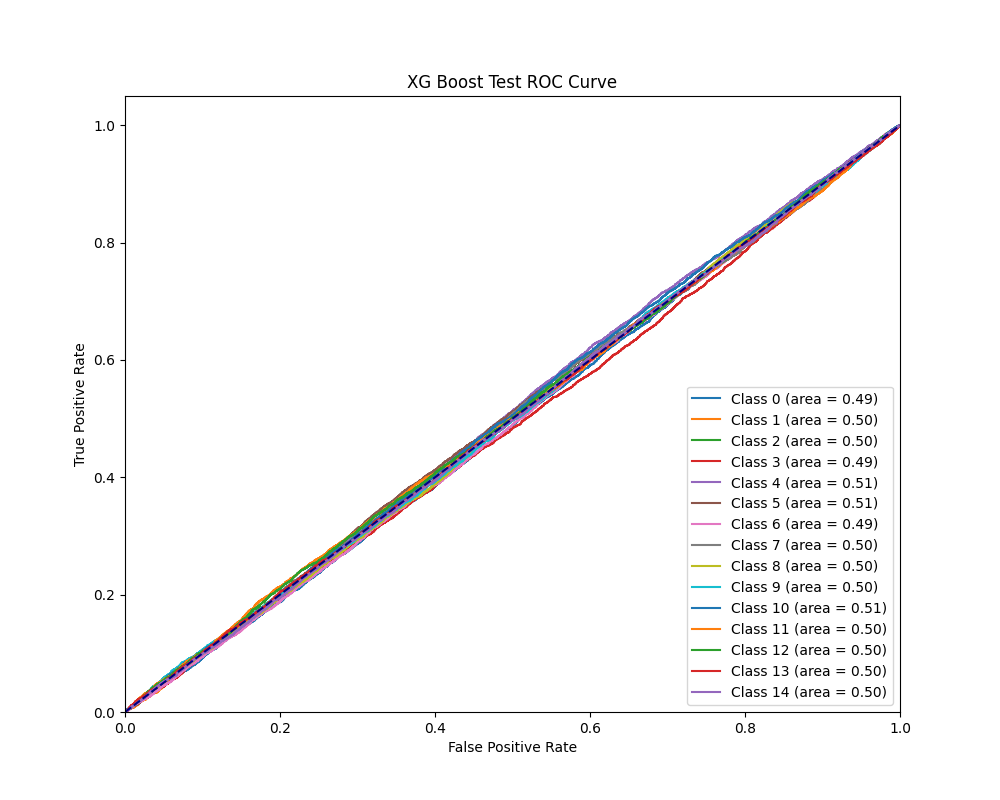 XG Boost Test ROC Curve
True Positive Rate
1.0
0.8
0.6
0.4
0.2
0.0
Class 0 (area = 0.49)
Class 1 (area = 0.50)
Class 2 (area = 0.50)
Class 3 (area = 0.49)
Class 4 (area = 0.51)
Class 5 (area = 0.51)
Class 6 (area = 0.49)
Class 7 (area = 0.50)
Class 8 (area = 0.50)
Class 9 (area = 0.50)
Class 10 (area = 0.51)
Class 11 (area = 0.50)
Class 12 (area = 0.50)
Class 13 (area = 0.50)
Class 14 (area = 0.50)
0.0 0.2 0.4 0.6 0.8 1.0
False Positive Rate